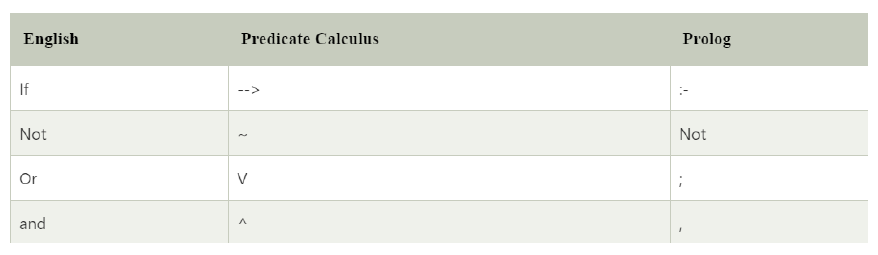 English Predicate Calculus Prolog
If --> :-
Not ~ Not
Or V ;
and ^ ,